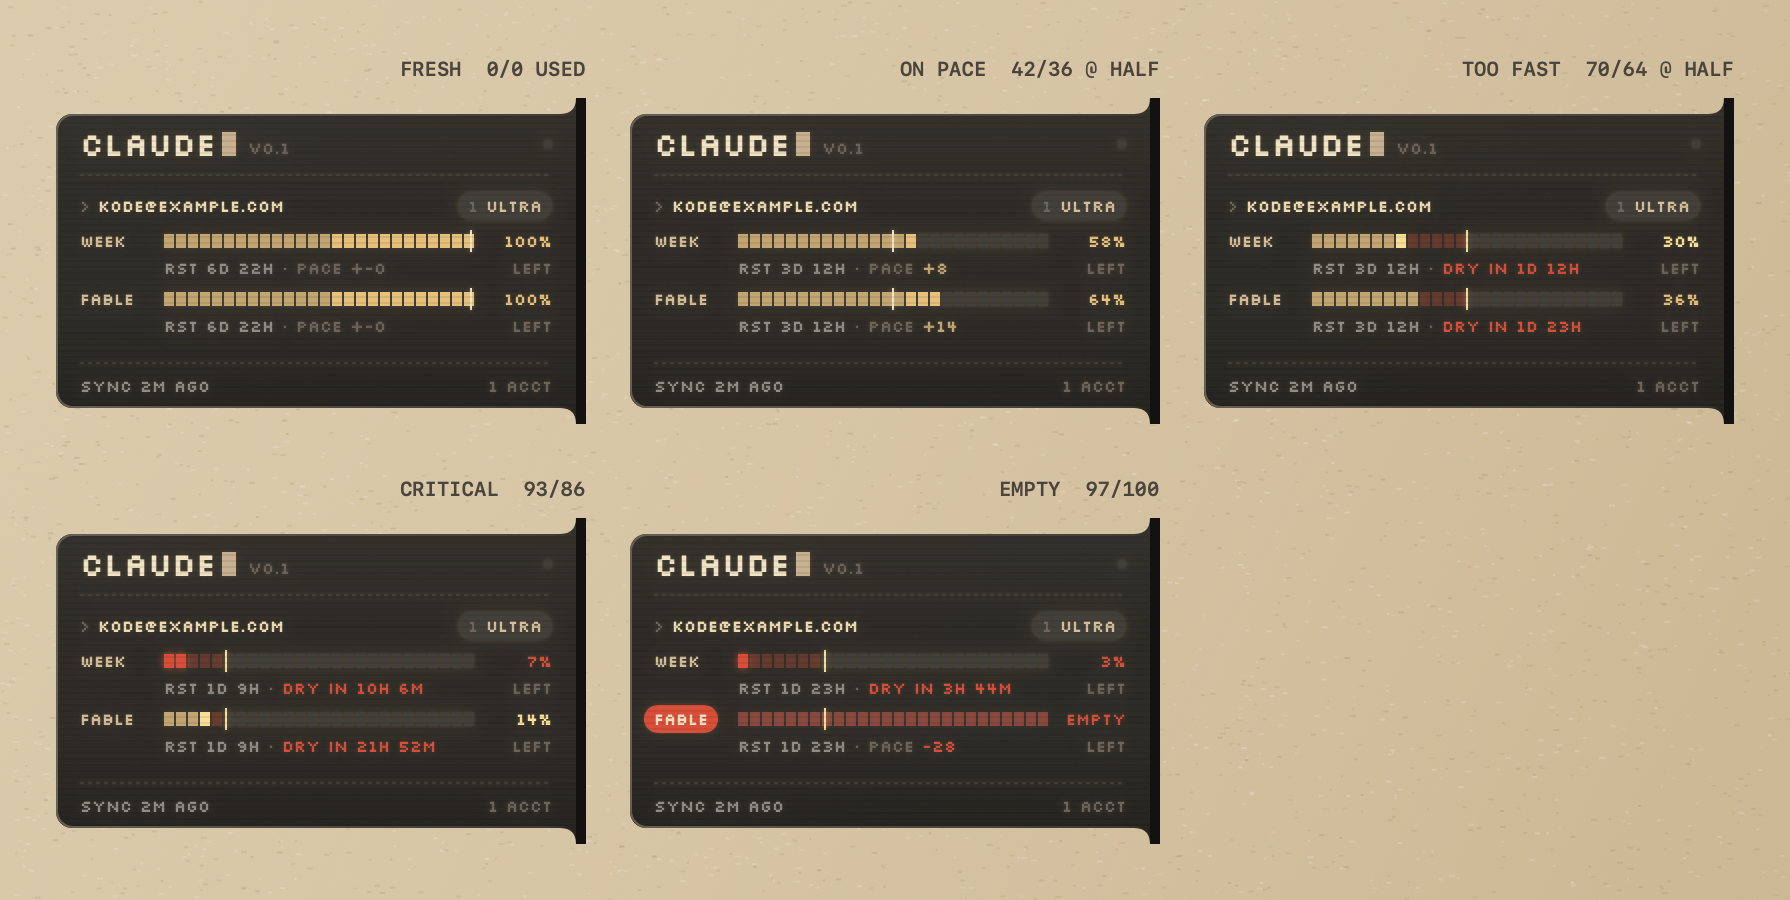 FRESH 0/0 USED
CLAUDE V0.1
> KODE@EXAMPLE.COM 1 ULTRA
WEEK 100%
RST 6D 22H · PACE +-0 LEFT
FABLE 100%
RST 6D 22H · PACE +-0 LEFT
SYNC 2M AGO 1 ACCT
ON PACE 42/36 @ HALF
CLAUDE V0.1
> KODE@EXAMPLE.COM 1 ULTRA
WEEK 58%
RST 3D 12H · PACE +8 LEFT
FABLE 64%
RST 3D 12H · PACE +14 LEFT
SYNC 2M AGO 1 ACCT
TOO FAST 70/64 @ HALF
CLAUDE V0.1
> KODE@EXAMPLE.COM 1 ULTRA
WEEK 30%
RST 3D 12H · DRY IN 1D 12H LEFT
FABLE 36%
RST 3D 12H · DRY IN 1D 23H LEFT
SYNC 2M AGO 1 ACCT
CRITICAL 93/86
CLAUDE V0.1
> KODE@EXAMPLE.COM 1 ULTRA
WEEK 7%
RST 1D 9H · DRY IN 10H 6M LEFT
FABLE 14%
RST 1D 9H · DRY IN 21H 52M LEFT
SYNC 2M AGO 1 ACCT
EMPTY 97/100
CLAUDE V0.1
> KODE@EXAMPLE.COM 1 ULTRA
WEEK 3%
RST 1D 23H · DRY IN 3H 44M LEFT
FABLE EMPTY
RST 1D 23H · PACE -28 LEFT
SYNC 2M AGO 1 ACCT